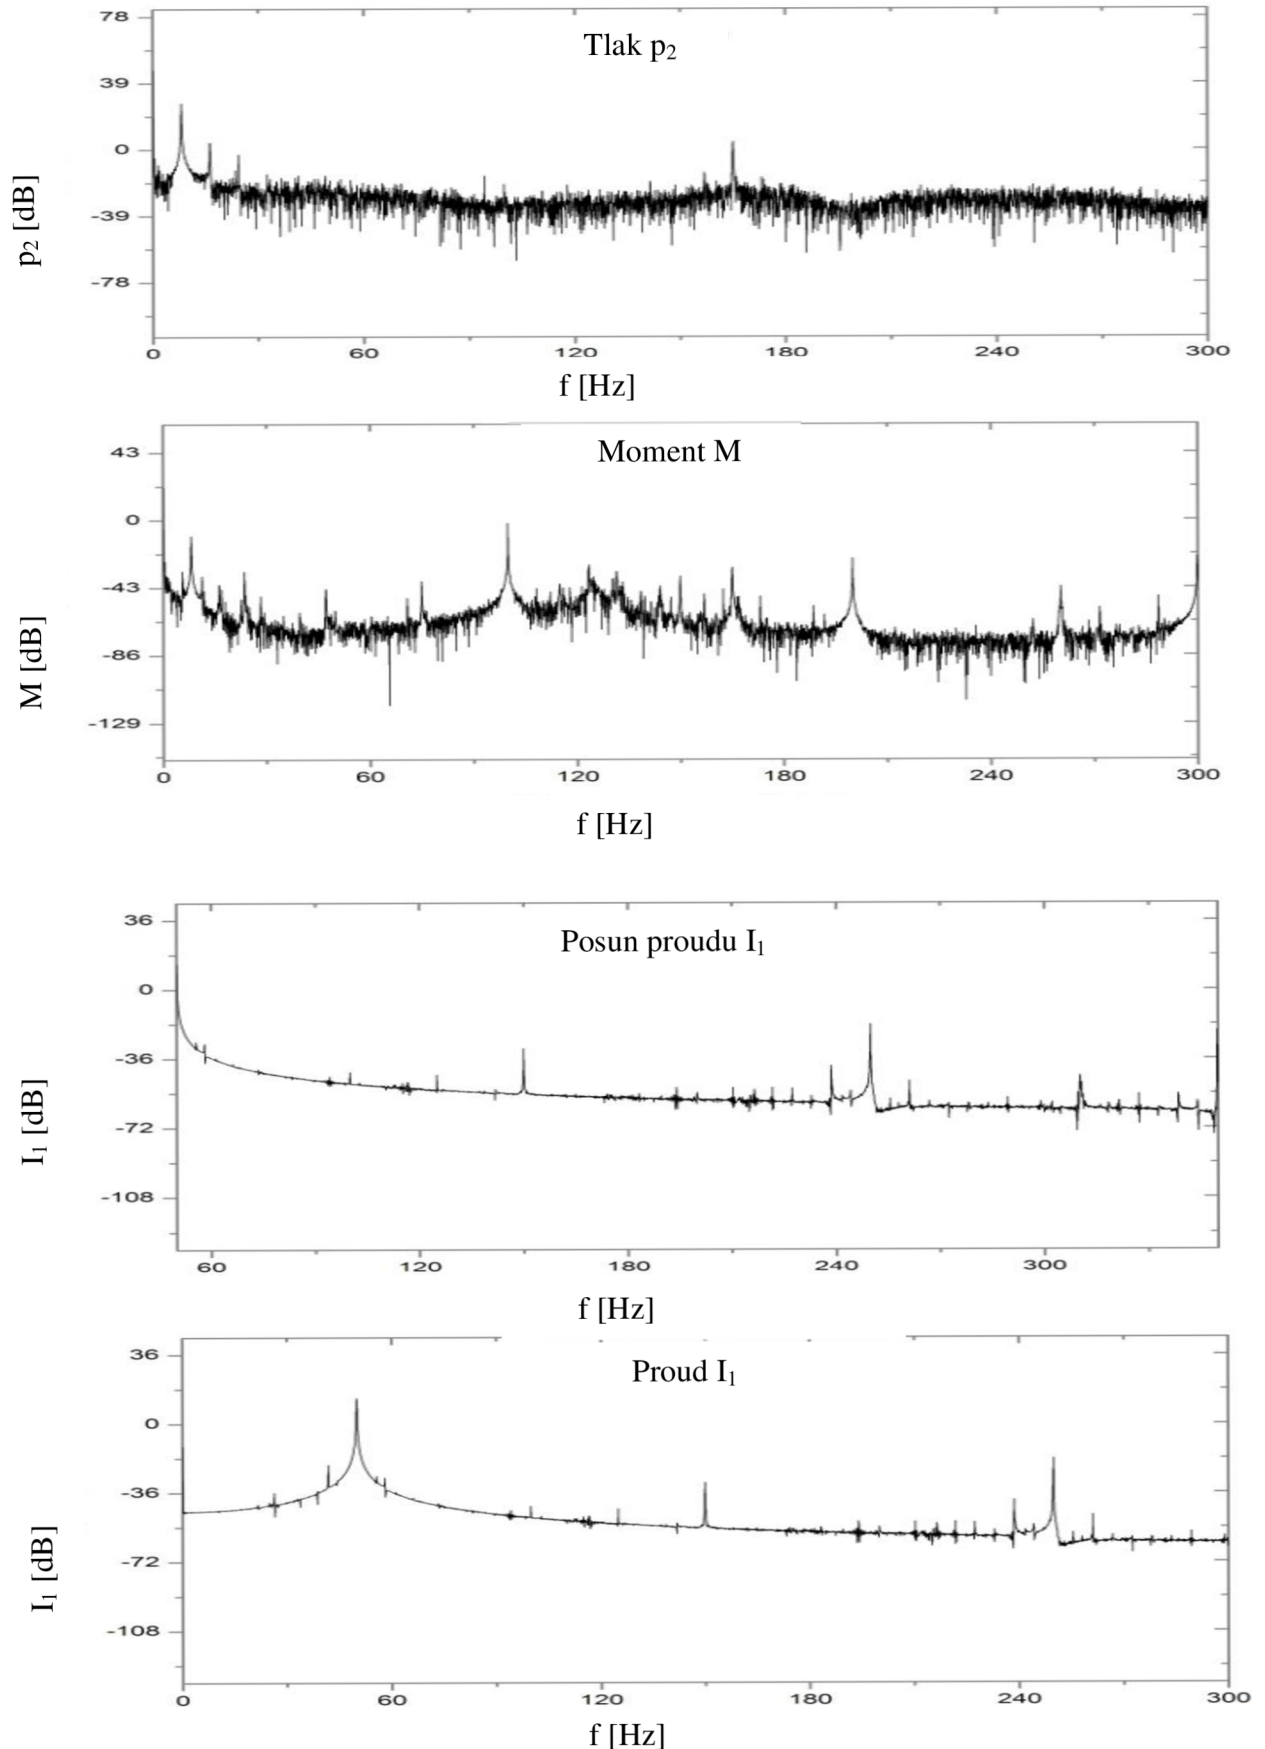 78
Tlak p₂
39
0
-39
-78
p₂ [dB]
0 60 120 180 240 300
f [Hz]
43
Moment M
0
-43
-86
-129
M [dB]
0 60 120 180 240 300
f [Hz]
36
Posun proudu I₁
0
-36
-72
-108
I₁ [dB]
60 120 180 240 300
f [Hz]
36
Proud I₁
0
-36
-72
-108
I₁ [dB]
0 60 120 180 240 300
f [Hz]